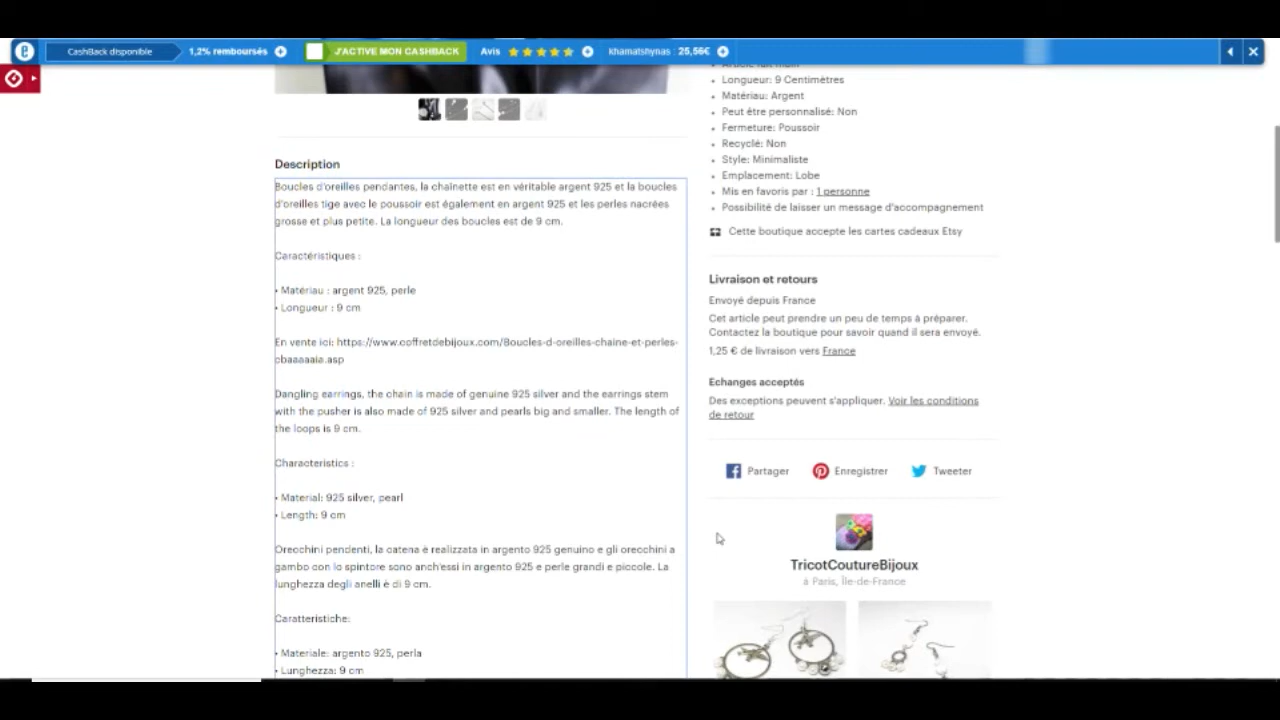 CashBack disponible
1,2% remboursés
J'ACTIVE MON CASHBACK
Avis
khamatshynas : 25,56€
Description
Boucles d'oreilles pendantes, la chaînette est en véritable argent 925 et la boucles
d'oreilles tige avec le poussoir est également en argent 925 et les perles nacrées
grosse et plus petite. La longueur des boucles est de 9 cm.
Caractéristiques :
• Matériau : argent 925, perle
• Longueur : 9 cm
En vente ici: https://www.coffretdebijoux.com/Boucles-d-oreilles-chaine-et-perles-
cbaaaaaia.asp
Dangling earrings, the chain is made of genuine 925 silver and the earrings stem
with the pusher is also made of 925 silver and pearls big and smaller. The length of
the loops is 9 cm.
Characteristics :
• Material: 925 silver, pearl
• Length: 9 cm
Orecchini pendenti, la catena è realizzata in argento 925 genuino e gli orecchini a
gambo con lo spintore sono anch'essi in argento 925 e perle grandi e piccole. La
lunghezza degli anelli è di 9 cm.
Caratteristiche:
• Materiale: argento 925, perla
• Lunghezza: 9 cm
Article fait main
• Longueur: 9 Centimètres
• Matériau: Argent
• Peut être personnalisé: Non
• Fermeture: Poussoir
• Recyclé: Non
• Style: Minimaliste
• Emplacement: Lobe
• Mis en favoris par : 1 personne
• Possibilité de laisser un message d'accompagnement
Cette boutique accepte les cartes cadeaux Etsy
Livraison et retours
Envoyé depuis France
Cet article peut prendre un peu de temps à préparer.
Contactez la boutique pour savoir quand il sera envoyé.
1,25 € de livraison vers France
Echanges acceptés
Des exceptions peuvent s'appliquer. Voir les conditions
de retour
Partager
Enregistrer
Tweeter
TricotCoutureBijoux
à Paris, Île-de-France